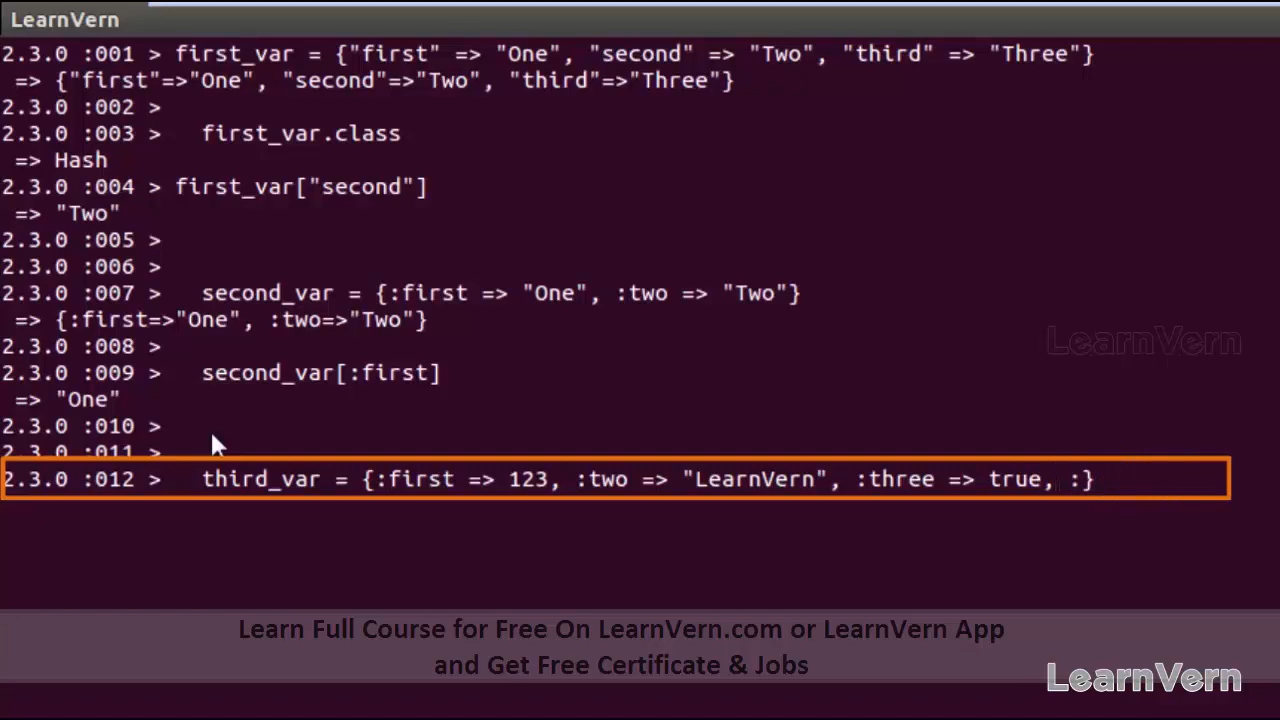 LearnVern
2.3.0 :001 > first_var = {"first" => "One", "second" => "Two", "third" => "Three"}
=> {"first"=>"One", "second"=>"Two", "third"=>"Three"}
2.3.0 :002 >
2.3.0 :003 > first_var.class
=> Hash
2.3.0 :004 > first_var["second"]
=> "Two"
2.3.0 :005 >
2.3.0 :006 >
2.3.0 :007 > second_var = {:first => "One", :two => "Two"}
=> {:first=>"One", :two=>"Two"}
2.3.0 :008 >
2.3.0 :009 > second_var[:first]
=> "One"
2.3.0 :010 >
2.3.0 :011 >
2.3.0 :012 > third_var = {:first => 123, :two => "LearnVern", :three => true, :}
LearnVern
Learn Full Course for Free On LearnVern.com or LearnVern App
and Get Free Certificate & Jobs
LearnVern